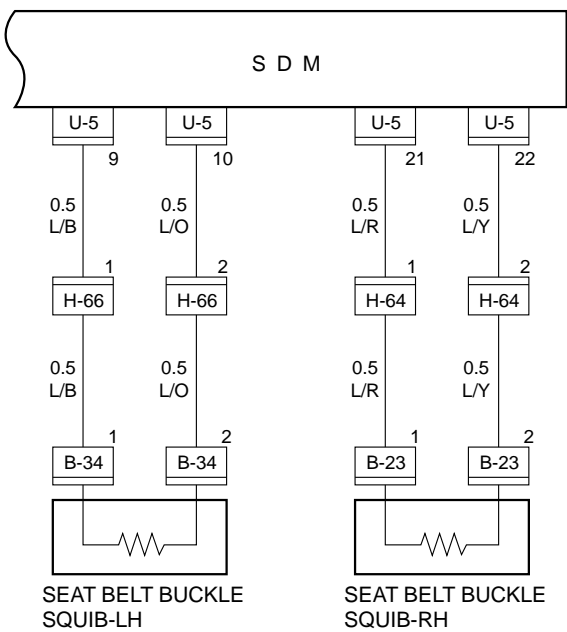 S D M
U-5 U-5 U-5 U-5
9 10 21 22
0.5 0.5 0.5 0.5
L/B L/O L/R L/Y
1 2 1 2
H-66 H-66 H-64 H-64
0.5 0.5 0.5 0.5
L/B L/O L/R L/Y
1 2 1 2
B-34 B-34 B-23 B-23
SEAT BELT BUCKLE SEAT BELT BUCKLE
SQUIB-LH SQUIB-RH